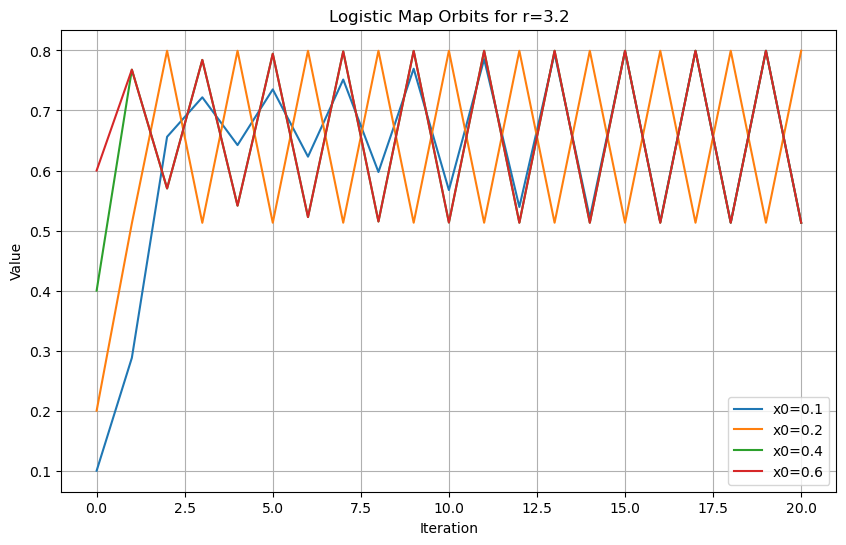 Logistic Map Orbits for r=3.2
Value
0.8
0.7
0.6
0.5
0.4
0.3
0.2
0.1
x0=0.1
x0=0.2
x0=0.4
x0=0.6
0.0 2.5 5.0 7.5 10.0 12.5 15.0 17.5 20.0
Iteration